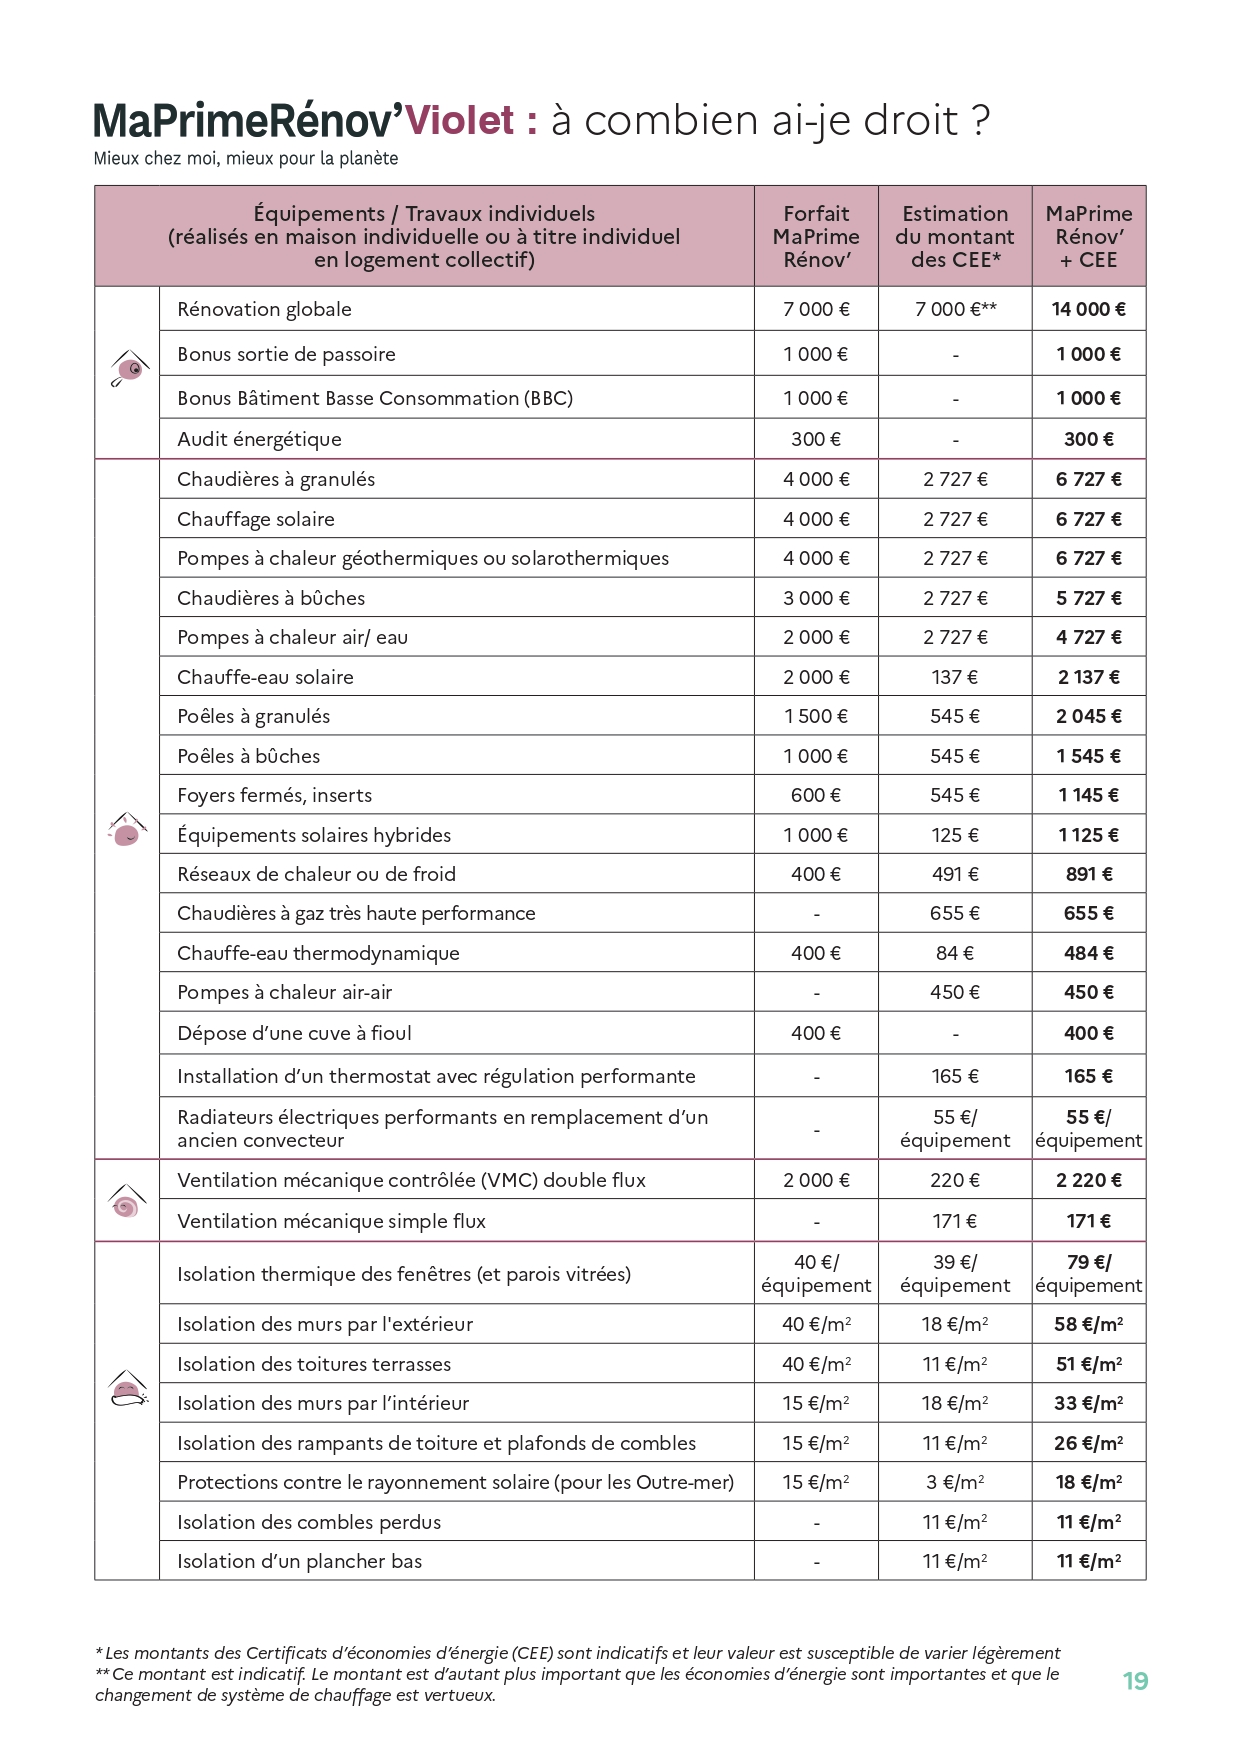 MaPrimeRénov’Violet : à combien ai-je droit ?
Mieux chez moi, mieux pour la planète
Équipements / Travaux individuels
(réalisés en maison individuelle ou à titre individuel
en logement collectif)
Forfait
MaPrime
Rénov’
Estimation
du montant
des CEE*
MaPrime
Rénov’
+ CEE
Rénovation globale 7 000 € 7 000 €** 14 000 €
Bonus sortie de passoire 1 000 € - 1 000 €
Bonus Bâtiment Basse Consommation (BBC) 1 000 € - 1 000 €
Audit énergétique 300 € - 300 €
Chaudières à granulés 4 000 € 2 727 € 6 727 €
Chauffage solaire 4 000 € 2 727 € 6 727 €
Pompes à chaleur géothermiques ou solarothermiques 4 000 € 2 727 € 6 727 €
Chaudières à bûches 3 000 € 2 727 € 5 727 €
Pompes à chaleur air/ eau 2 000 € 2 727 € 4 727 €
Chauffe-eau solaire 2 000 € 137 € 2 137 €
Poêles à granulés 1 500 € 545 € 2 045 €
Poêles à bûches 1 000 € 545 € 1 545 €
Foyers fermés, inserts 600 € 545 € 1 145 €
Équipements solaires hybrides 1 000 € 125 € 1 125 €
Réseaux de chaleur ou de froid 400 € 491 € 891 €
Chaudières à gaz très haute performance - 655 € 655 €
Chauffe-eau thermodynamique 400 € 84 € 484 €
Pompes à chaleur air-air - 450 € 450 €
Dépose d’une cuve à fioul 400 € - 400 €
Installation d’un thermostat avec régulation performante - 165 € 165 €
Radiateurs électriques performants en remplacement d’un
ancien convecteur
-
55 €/
équipement
55 €/
équipement
Ventilation mécanique contrôlée (VMC) double flux 2 000 € 220 € 2 220 €
Ventilation mécanique simple flux - 171 € 171 €
Isolation thermique des fenêtres (et parois vitrées)
40 €/
équipement
39 €/
équipement
79 €/
équipement
Isolation des murs par l'extérieur 40 €/m² 18 €/m² 58 €/m²
Isolation des toitures terrasses 40 €/m² 11 €/m² 51 €/m²
Isolation des murs par l’intérieur 15 €/m² 18 €/m² 33 €/m²
Isolation des rampants de toiture et plafonds de combles 15 €/m² 11 €/m² 26 €/m²
Protections contre le rayonnement solaire (pour les Outre-mer) 15 €/m² 3 €/m² 18 €/m²
Isolation des combles perdus - 11 €/m² 11 €/m²
Isolation d’un plancher bas - 11 €/m² 11 €/m²
* Les montants des Certificats d’économies d’énergie (CEE) sont indicatifs et leur valeur est susceptible de varier légèrement
** Ce montant est indicatif. Le montant est d’autant plus important que les économies d’énergie sont importantes et que le
changement de système de chauffage est vertueux.
19